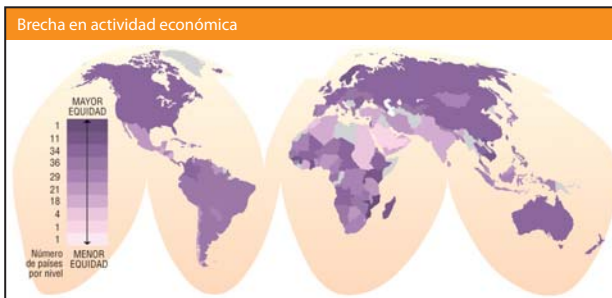 Brecha en actividad económica
MAYOR
EQUIDAD
1
11
34
36
29
21
18
4
1
1
Número
de países
por nivel
MENOR
EQUIDAD